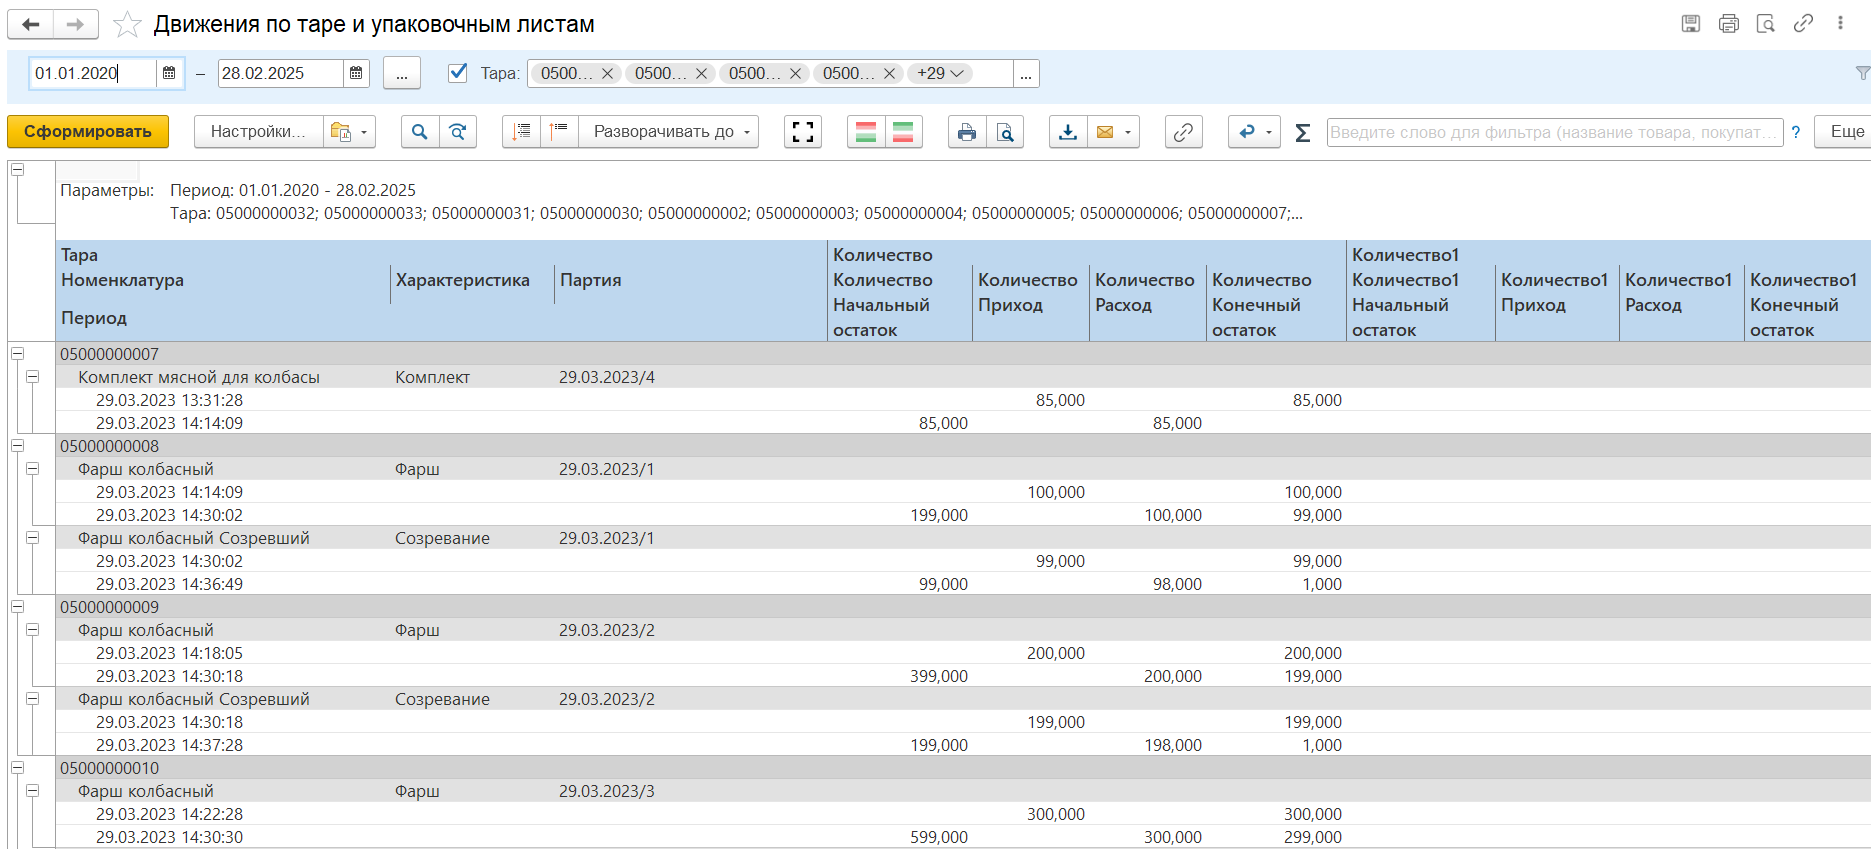 Движения по таре и упаковочным листам
01.01.2020 – 28.02.2025 ... Тара: 0500... × 0500... × 0500... × 0500... × +29 ...
Сформировать Настройки... Разворачивать до Σ Введите слово для фильтра (название товара, покупат... ? Еще
Параметры: Период: 01.01.2020 - 28.02.2025
Тара: 05000000032; 05000000033; 05000000031; 05000000030; 05000000002; 05000000003; 05000000004; 05000000005; 05000000006; 05000000007;...
Тара Количество Количество1
Номенклатура Характеристика Партия Количество Количество Количество Количество Количество1 Количество1 Количество1 Количество1
Начальный Приход Расход Конечный Начальный Приход Расход Конечный
Период
остаток остаток остаток остаток
05000000007
Комплект мясной для колбасы Комплект 29.03.2023/4
29.03.2023 13:31:28 85,000 85,000
29.03.2023 14:14:09 85,000 85,000
05000000008
Фарш колбасный Фарш 29.03.2023/1
29.03.2023 14:14:09 100,000 100,000
29.03.2023 14:30:02 199,000 100,000 99,000
Фарш колбасный Созревший Созревание 29.03.2023/1
29.03.2023 14:30:02 99,000 99,000
29.03.2023 14:36:49 99,000 98,000 1,000
05000000009
Фарш колбасный Фарш 29.03.2023/2
29.03.2023 14:18:05 200,000 200,000
29.03.2023 14:30:18 399,000 200,000 199,000
Фарш колбасный Созревший Созревание 29.03.2023/2
29.03.2023 14:30:18 199,000 199,000
29.03.2023 14:37:28 199,000 198,000 1,000
05000000010
Фарш колбасный Фарш 29.03.2023/3
29.03.2023 14:22:28 300,000 300,000
29.03.2023 14:30:30 599,000 300,000 299,000